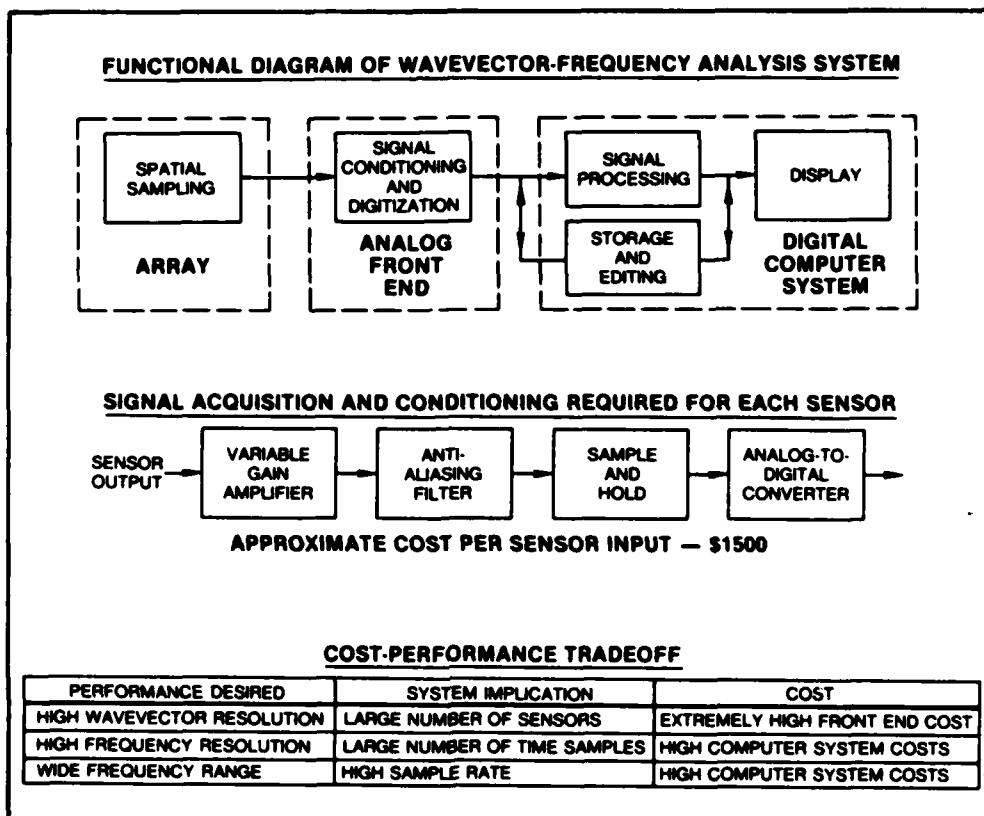 FUNCTIONAL DIAGRAM OF WAVEVECTOR-FREQUENCY ANALYSIS SYSTEM
SPATIAL
SAMPLING
ARRAY
SIGNAL
CONDITIONING
AND
DIGITIZATION
ANALOG
FRONT
END
SIGNAL
PROCESSING
STORAGE
AND
EDITING
DISPLAY
DIGITAL
COMPUTER
SYSTEM
SIGNAL ACQUISITION AND CONDITIONING REQUIRED FOR EACH SENSOR
SENSOR
OUTPUT
VARIABLE
GAIN
AMPLIFIER
ANTI-
ALIASING
FILTER
SAMPLE
AND
HOLD
ANALOG-TO-
DIGITAL
CONVERTER
APPROXIMATE COST PER SENSOR INPUT — $1500
COST-PERFORMANCE TRADEOFF
PERFORMANCE DESIRED SYSTEM IMPLICATION COST
HIGH WAVEVECTOR RESOLUTION LARGE NUMBER OF SENSORS EXTREMELY HIGH FRONT END COST
HIGH FREQUENCY RESOLUTION LARGE NUMBER OF TIME SAMPLES HIGH COMPUTER SYSTEM COSTS
WIDE FREQUENCY RANGE HIGH SAMPLE RATE HIGH COMPUTER SYSTEM COSTS